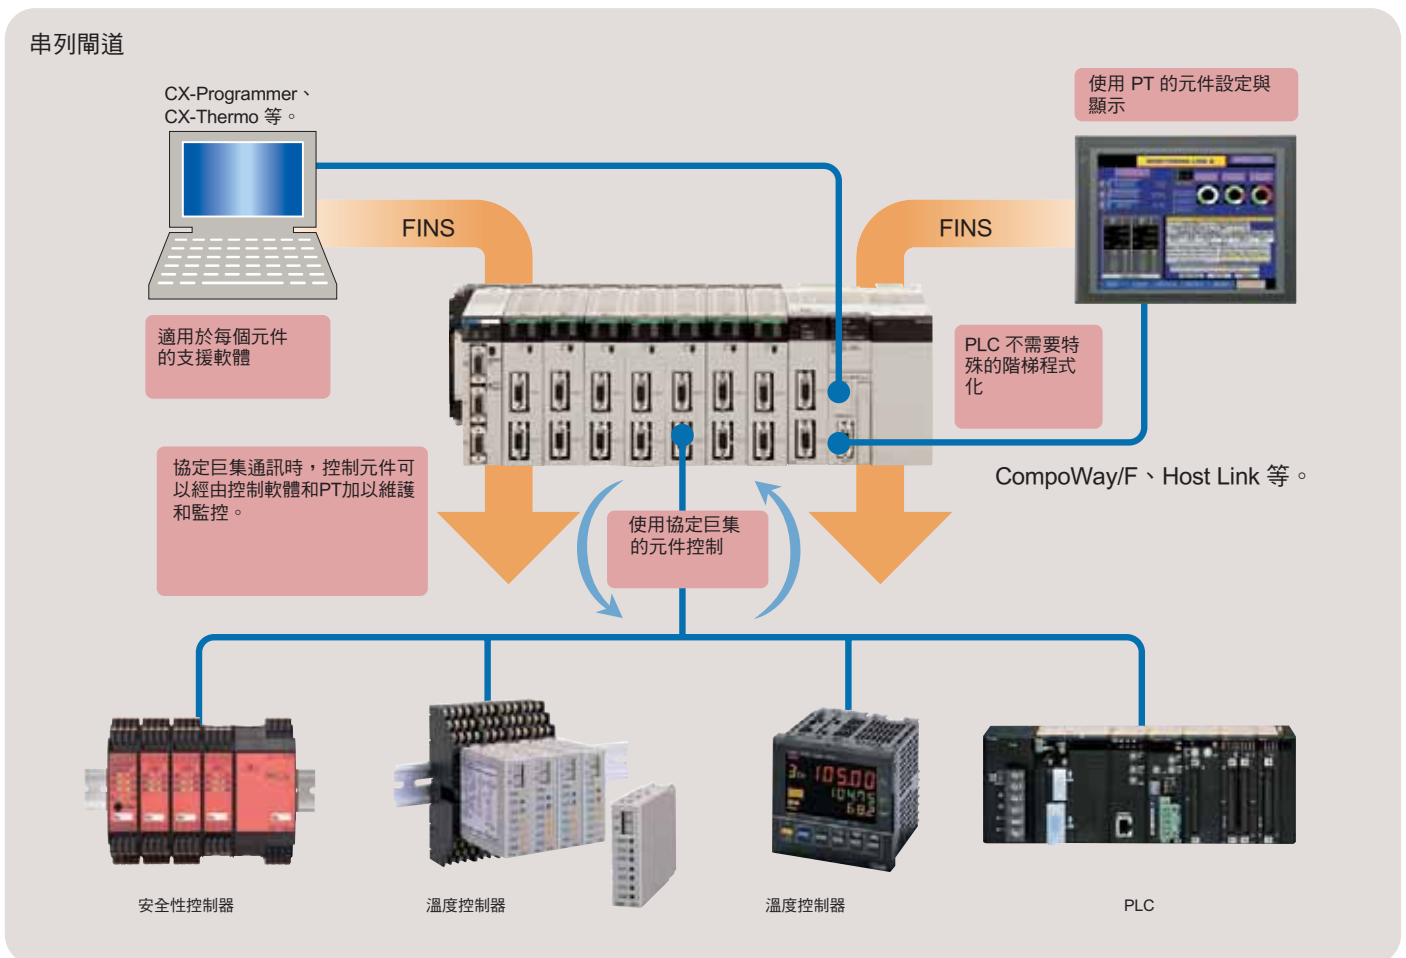 串列閘道
CX-Programmer、
CX-Thermo 等。
使用 PT 的元件設定與
顯示
FINS
FINS
適用於每個元件
的支援軟體
PLC 不需要特
殊的階梯程式
化
協定巨集通訊時，控制元件可
以經由控制軟體和PT加以維護
和監控。
CompoWay/F、Host Link 等。
使用協定巨集
的元件控制
105.00
安全性控制器
溫度控制器
溫度控制器
PLC